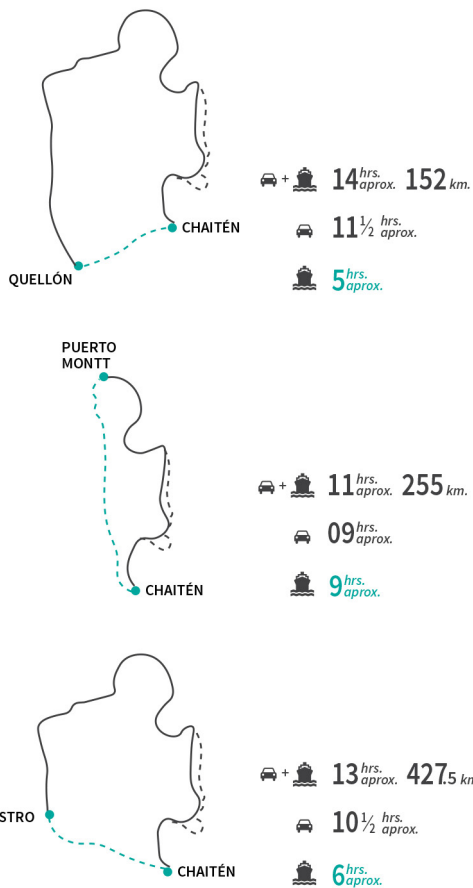 14 hrs. aprox. 152 km.
CHAITÉN
11 1/2 hrs. aprox.
QUELLÓN
5 hrs. aprox.
PUERTO
MONTT
11 hrs. aprox. 255 km.
09 hrs. aprox.
CHAITÉN
9 hrs. aprox.
13 hrs. aprox. 427.5 km
STRO
10 1/2 hrs. aprox.
CHAITÉN
6 hrs. aprox.